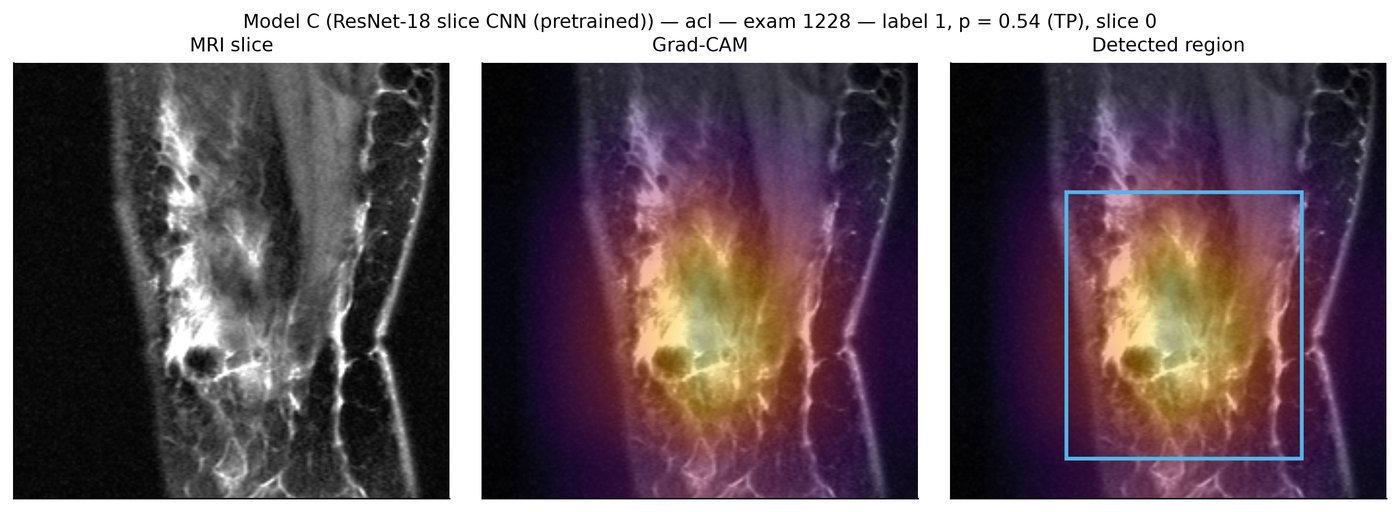 Model C (ResNet-18 slice CNN (pretrained)) — acl — exam 1228 — label 1, p = 0.54 (TP), slice 0
MRI slice
Grad-CAM
Detected region